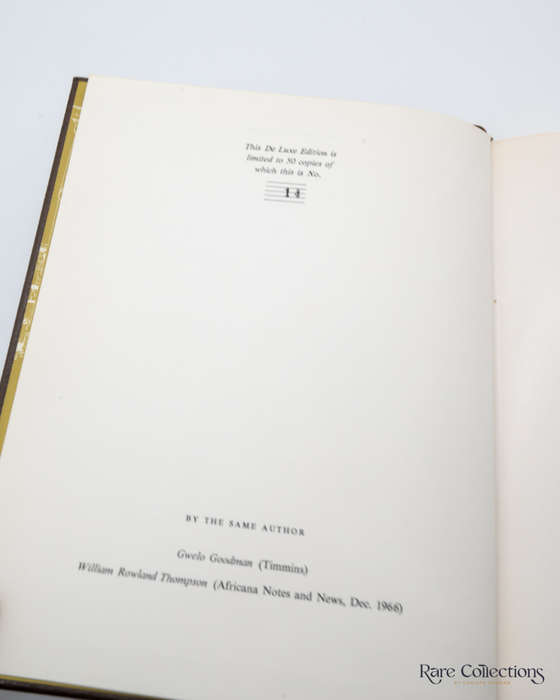 This De Luxe Edition is
limited to 50 copies of
which this is No.
14
BY THE SAME AUTHOR
Gwelo Goodman (Timmins)
William Rowland Thompson (Africana Notes and News, Dec. 1966)
Rare Collections